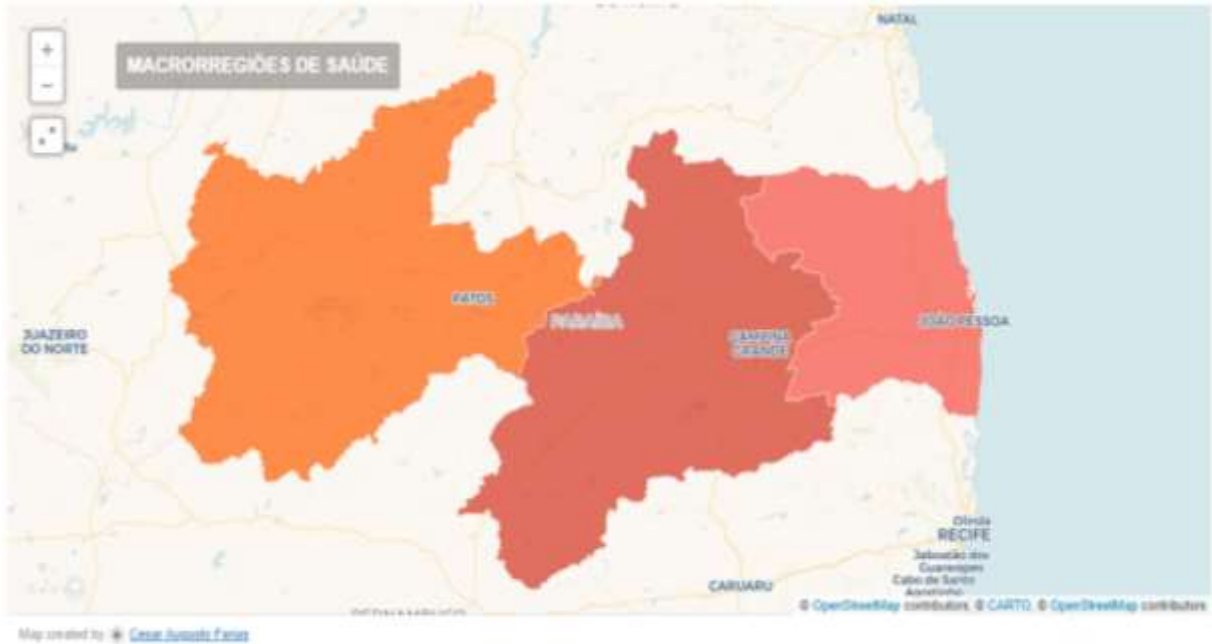 NATAL
+
MACRORREGIÕES DE SAÚDE
−
PATOS
PARAÍBA
JOÃO PESSOA
JUAZEIRO
DO NORTE
CAMPINA
GRANDE
Olinda
RECIFE
Jaboatão dos
Guararapes
Cabo de Santo
Agostinho
CARUARU
PERNAMBUCO
© OpenStreetMap contributors, © CARTO, © OpenStreetMap contributors
Map created by Cesar Augusto Farias